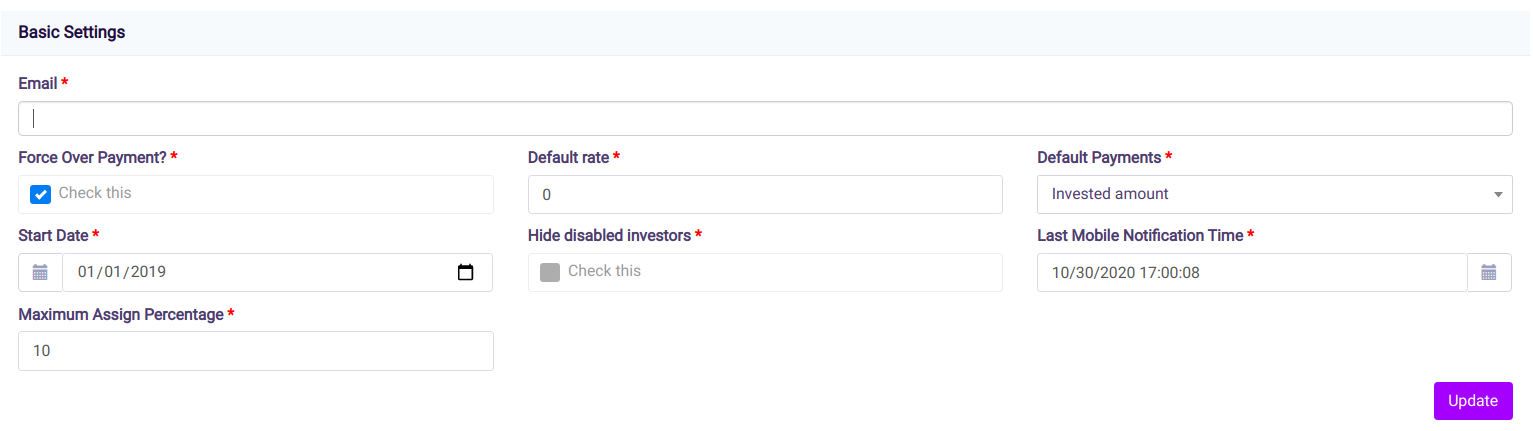 Basic Settings
Email *
Force Over Payment? * Default rate * Default Payments *
Check this 0 Invested amount
Start Date * Hide disabled investors * Last Mobile Notification Time *
01/01/2019 Check this 10/30/2020 17:00:08
Maximum Assign Percentage *
10
Update